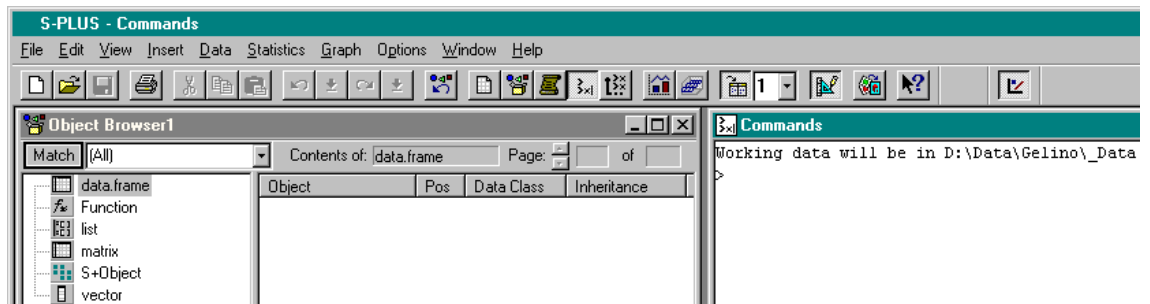 S-PLUS - Commands
File Edit View Insert Data Statistics Graph Options Window Help
1
Object Browser1
Match (All) Contents of: data.frame Page: of
data.frame
Function
list
matrix
S+Object
vector
Object Pos Data Class Inheritance
Commands
Working data will be in D:\Data\Gelino\_Data
>